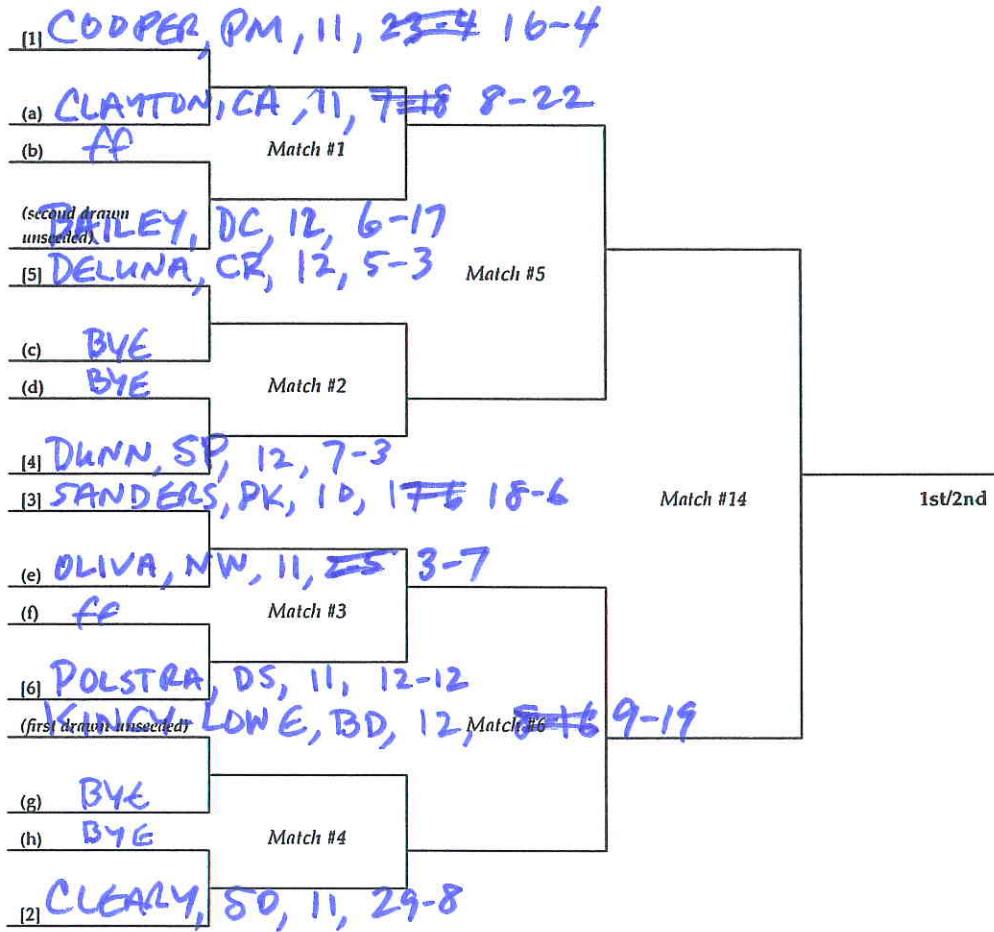 [1] COOPER, PM, 11, 23-4 16-4
(a) CLAYTON, CA, 11, 7-18 8-22
(b) ff
Match #1
(second drawn unseeded) BAILEY, DC, 12, 6-17
[5] DELUNA, CR, 12, 5-3
Match #5
(c) BYE
(d) BYE
Match #2
[4] DUNN, SP, 12, 7-3
[3] SANDERS, PK, 10, 17-6 18-6
Match #14
1st/2nd
(e) OLIVA, NW, 11, 2-5 3-7
(f) ff
Match #3
[6] POLSTRA, DS, 11, 12-12
(first drawn unseeded) LOWE, BD, 12, 8-16 9-19
Match #6
(g) BYE
(h) BYE
Match #4
[2] CLEARY, SO, 11, 29-8